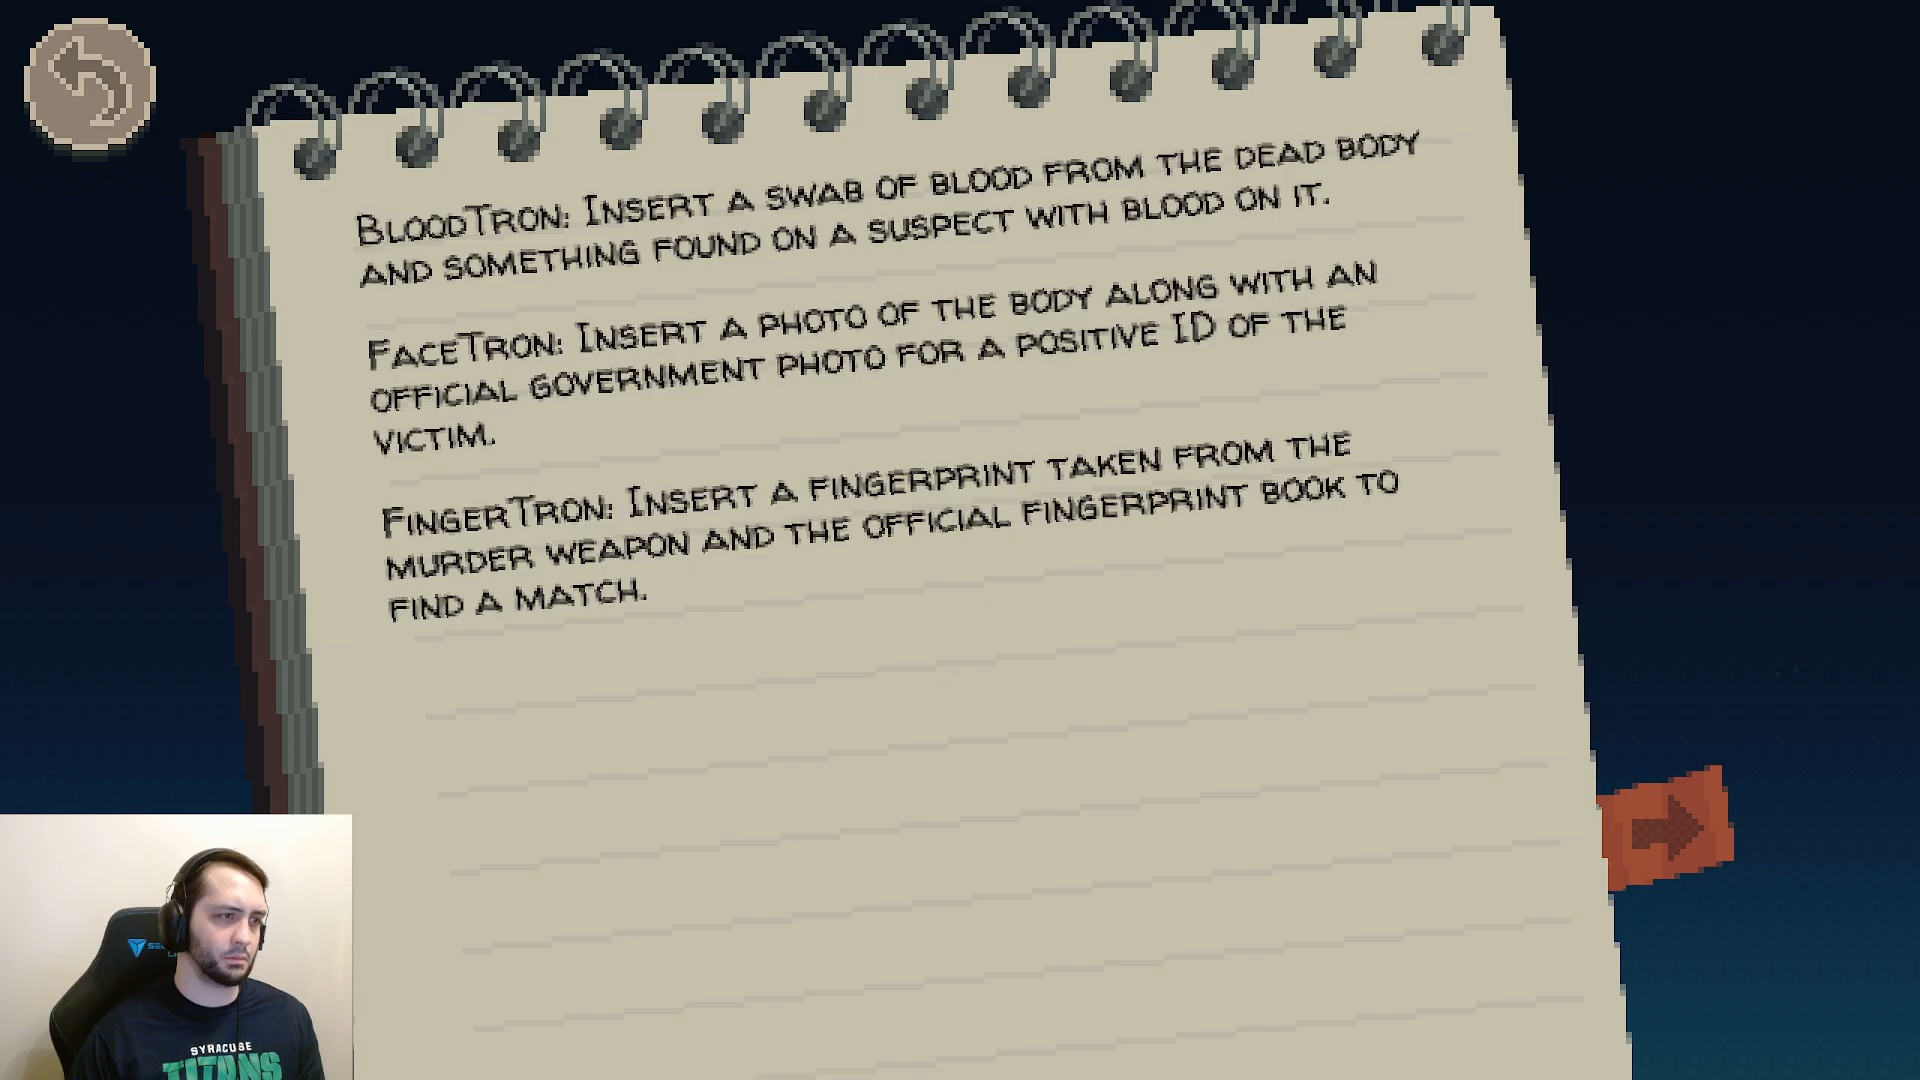 BloodTron: Insert a swab of blood from the dead body
and something found on a suspect with blood on it.
FaceTron: Insert a photo of the body along with an
official government photo for a positive ID of the
victim.
FingerTron: Insert a fingerprint taken from the
murder weapon and the official fingerprint book to
find a match.
SYRACUSE
TITANS